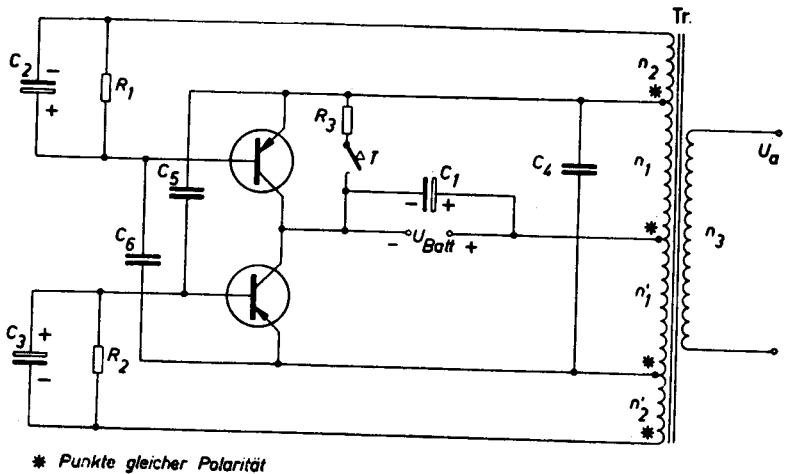 Tr.
C2 − +
R1
R3
T
n2
*
n1
C5
C1
− +
C4
Ua
C6
− UBatt +
*
n3
n'1
C3 + −
R2
*
n'2
*
* Punkte gleicher Polarität